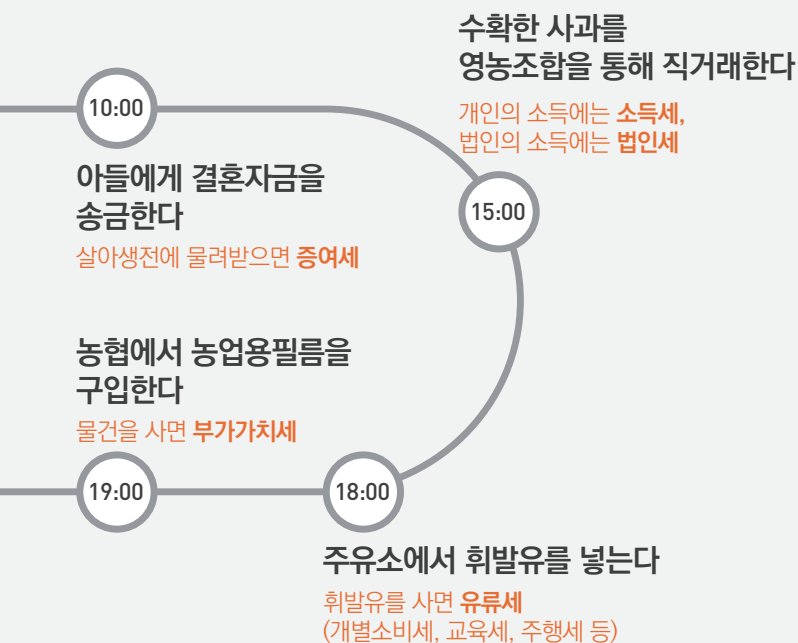 10:00
아들에게 결혼자금을
송금한다
살아생전에 물려받으면 증여세
수확한 사과를
영농조합을 통해 직거래한다
개인의 소득에는 소득세,
법인의 소득에는 법인세
15:00
18:00
주유소에서 휘발유를 넣는다
휘발유를 사면 유류세
(개별소비세, 교육세, 주행세 등)
농협에서 농업용필름을
구입한다
물건을 사면 부가가치세
19:00